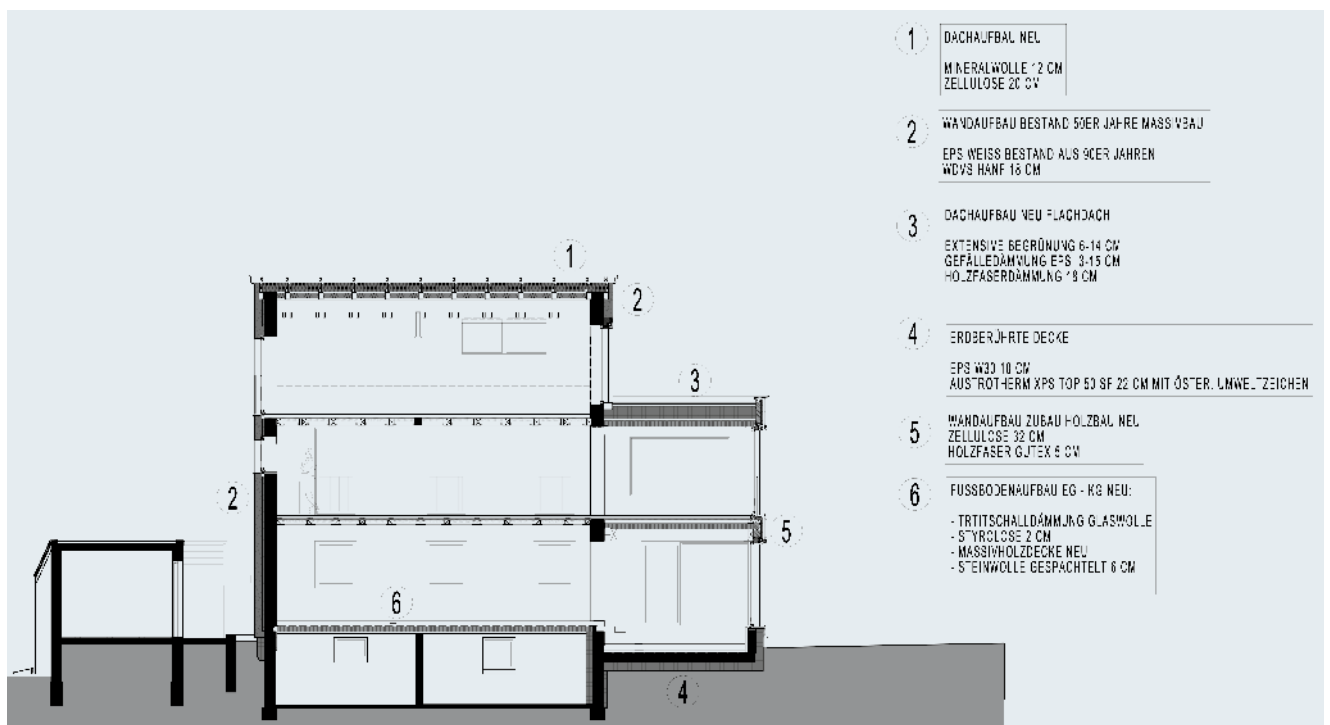 1
DACHAUFBAU NEU
MINERALWOLLE 12 CM
ZELLULOSE 20 CM
2
WANDAUFBAU BESTAND 50ER JAHRE MASSIVBAU
EPS WEISS BESTAND AUS 90ER JAHREN
WDVS HANF 18 CM
3
DACHAUFBAU NEU FLACHDACH
EXTENSIVE BEGRÜNUNG 6-14 CM
GEFÄLLEDÄMMUNG EPS 3-15 CM
HOLZFASERDÄMMUNG 18 CM
4
ERDBERÜHRTE DECKE
EPS W30 10 CM
AUSTROTHERM XPS TOP 50 SF 22 CM MIT ÖSTER. UMWELTZEICHEN
5
WANDAUFBAU ZUBAU HOLZBAU NEU
ZELLULOSE 32 CM
HOLZFASER GUTEX 5 CM
6
FUSSBODENAUFBAU EG - KG NEU:
- TRTITSCHALLDÄMMUNG GLASWOLLE
- STYROLOSE 2 CM
- MASSIVHOLZDECKE NEU
- STEINWOLLE GESPACHTELT 6 CM
1
2
3
2
5
6
4